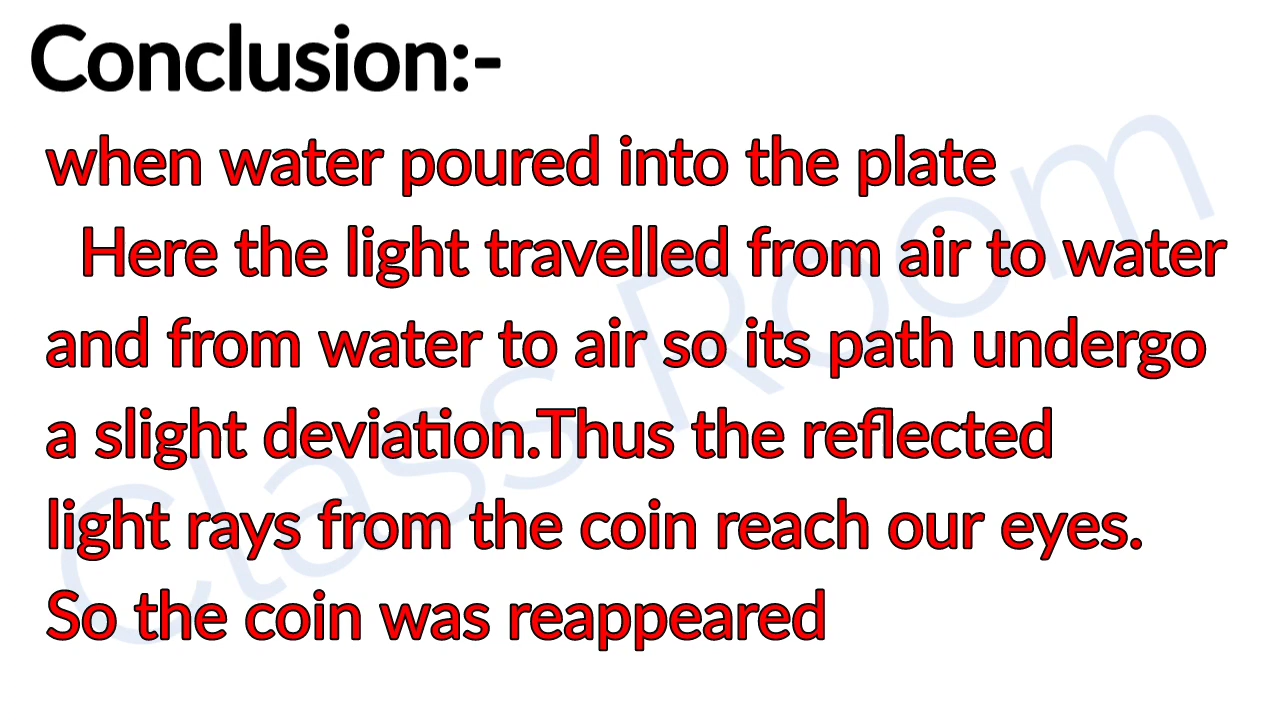 Conclusion:-
when water poured into the plate
Here the light travelled from air to water
and from water to air so its path undergo
a slight deviation.Thus the reflected
light rays from the coin reach our eyes.
So the coin was reappeared
Class Room